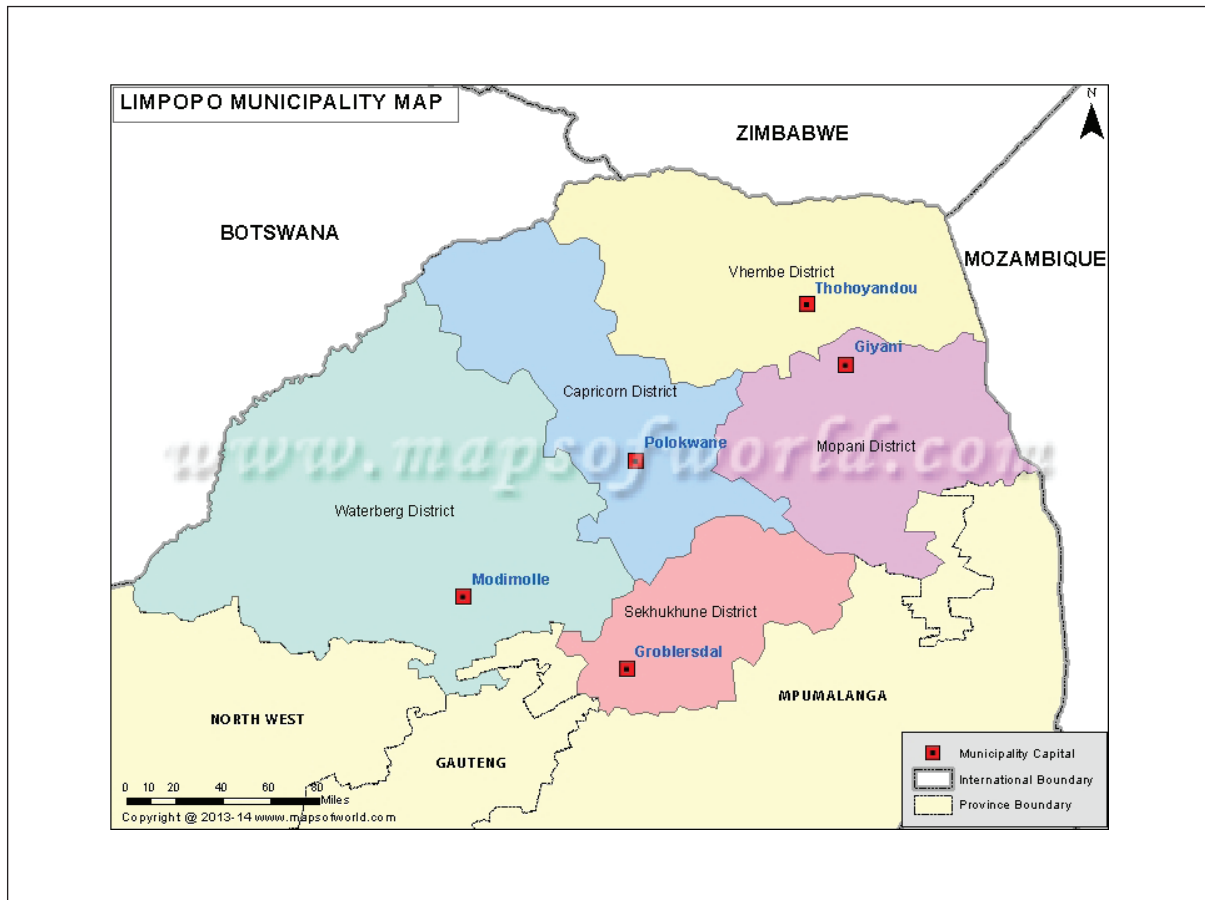 LIMPOPO MUNICIPALITY MAP
N
ZIMBABWE
BOTSWANA
MOZAMBIQUE
Vhembe District
Thohoyandou
Giyani
Capricorn District
Polokwane
Mopani District
www.mapsofworld.com
Waterberg District
Modimolle
Sekhukhune District
Groblersdal
MPUMALANGA
NORTH WEST
GAUTENG
Municipality Capital
International Boundary
Province Boundary
0 10 20 40 60 80
Miles
Copyright @ 2013-14 www.mapsofworld.com